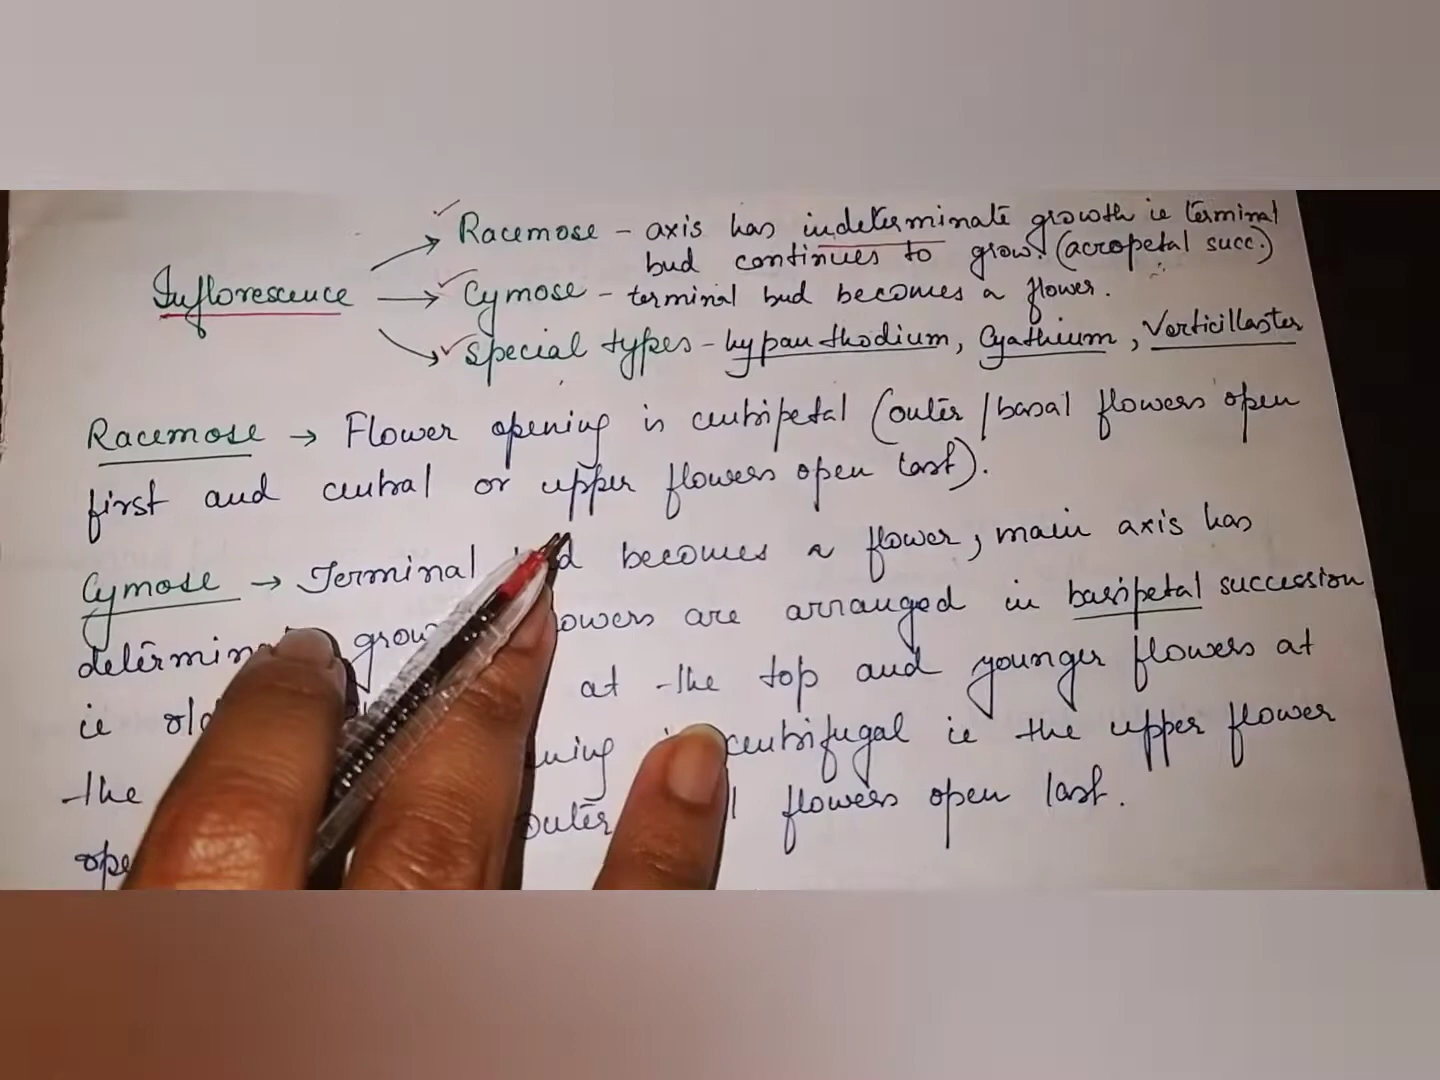 Inflorescence
Racemose - axis has indeterminate growth ie terminal
bud continues to grow. (acropetal succ.)
Cymose - terminal bud becomes a flower.
Special types - hypanthodium, Cyathium, Verticillaster
Racemose → Flower opening is centripetal (outer/basal flowers open
first and central or upper flowers open last).
Cymose → Terminal becomes a flower, main axis has
are arranged in basipetal succession
ie at the top and younger flowers at
the centrifugal ie the upper flower
outer flowers open last.